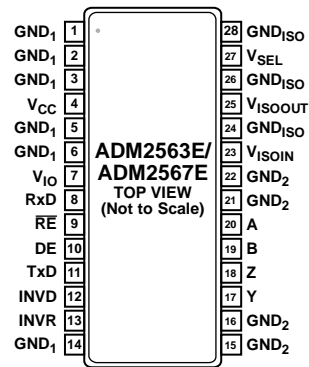 GND1 1
GND1 2
GND1 3
VCC 4
GND1 5
GND1 6
VIO 7
RxD 8
RE 9
DE 10
TxD 11
INVD 12
INVR 13
GND1 14
ADM2563E/
ADM2567E
TOP VIEW
(Not to Scale)
28 GNDISO
27 VSEL
26 GNDISO
25 VISOOUT
24 GNDISO
23 VISOIN
22 GND2
21 GND2
20 A
19 B
18 Z
17 Y
16 GND2
15 GND2